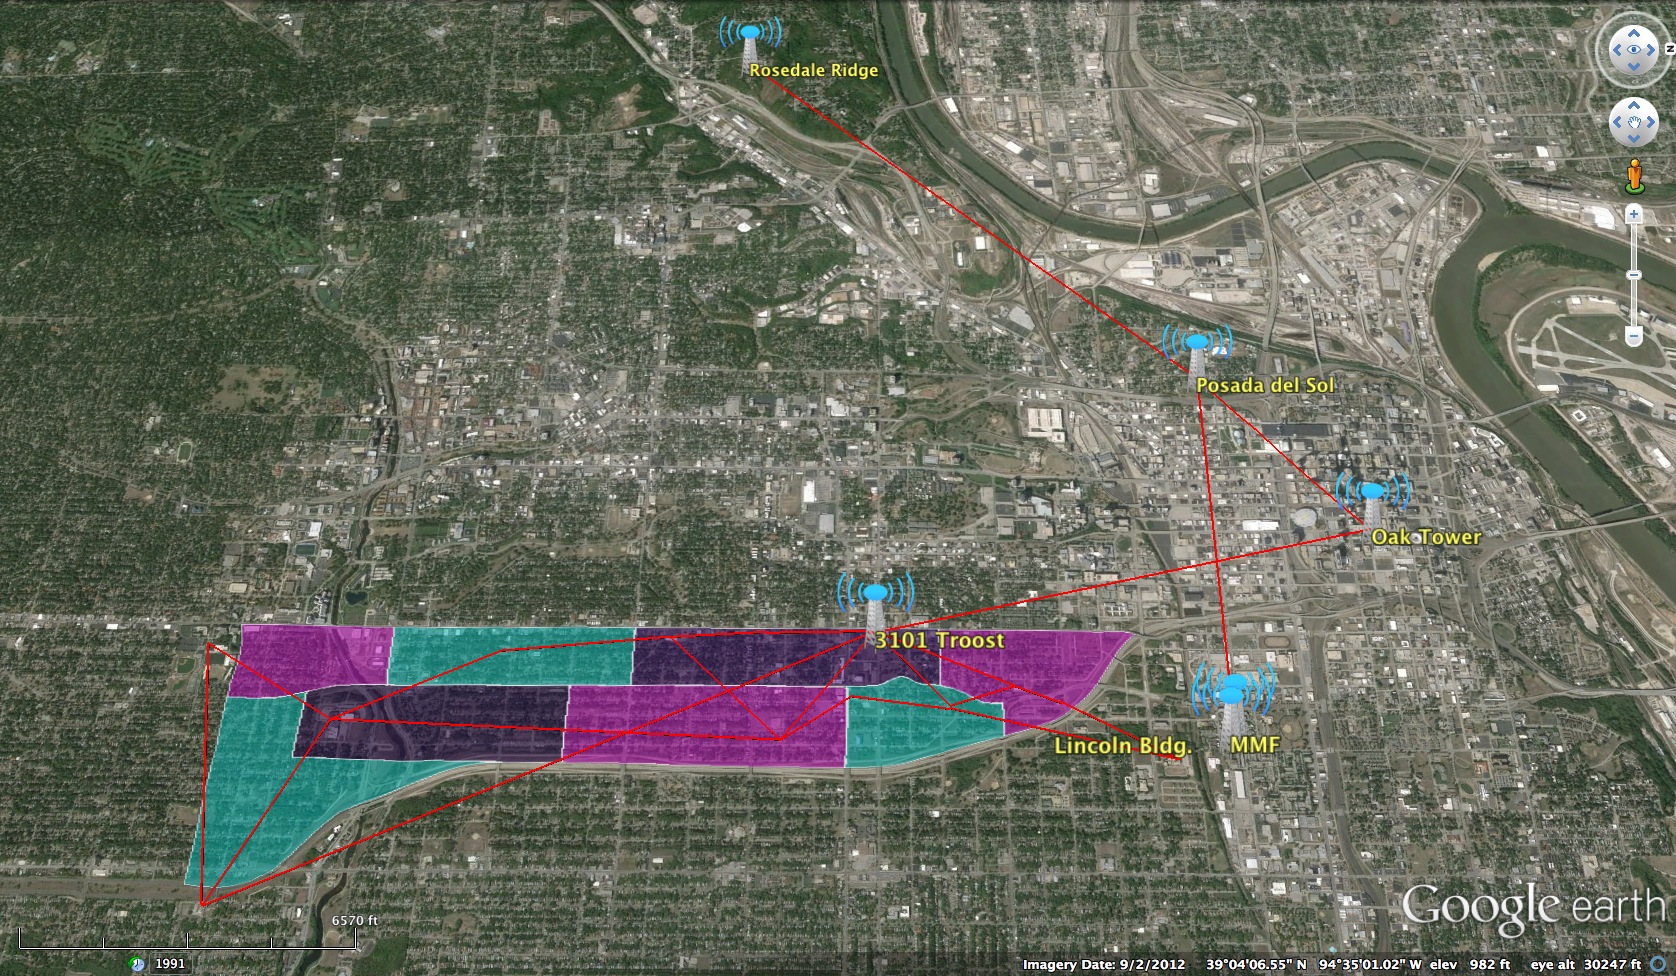 Rosedale Ridge
N
Posada del Sol
Oak Tower
3101 Troost
Lincoln Bldg.
MMF
Google earth
6570 ft
1991
Imagery Date: 9/2/2012 39°04'06.55" N 94°35'01.02" W elev 982 ft eye alt 30247 ft